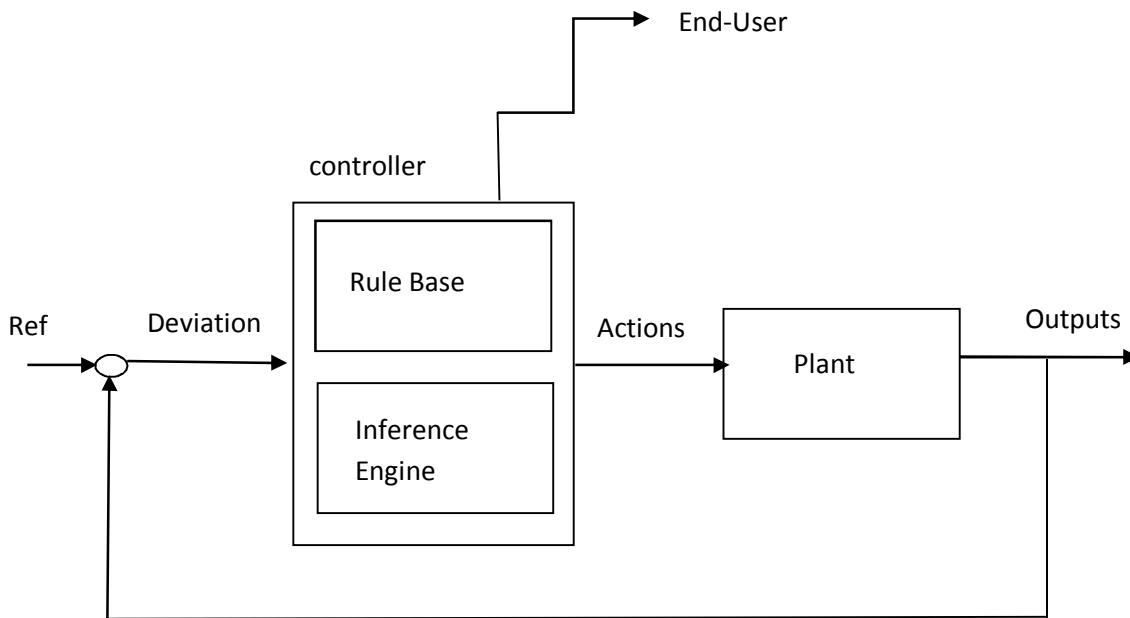 End-User
controller
Rule Base
Ref
Deviation
Actions
Outputs
Plant
Inference
Engine